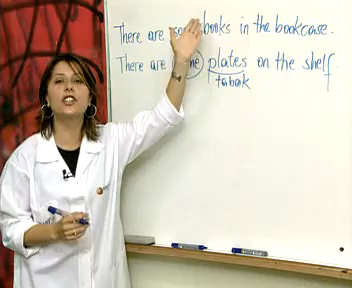 There are books in the bookcase.
There are plates on the shelf.
tabak